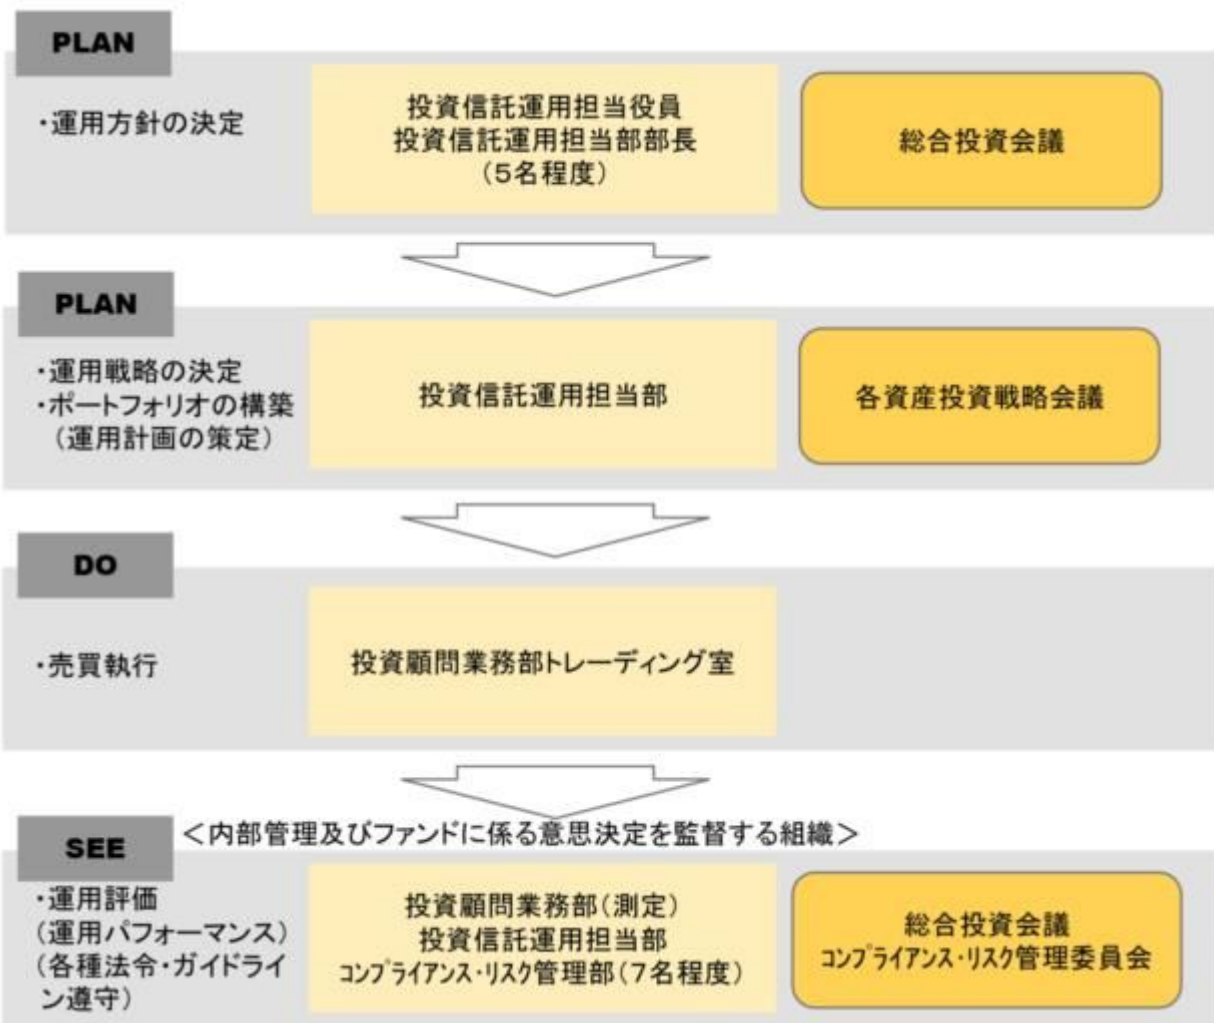 PLAN
・運用方針の決定
投資信託運用担当役員
投資信託運用担当部部長
(5名程度)
総合投資会議
PLAN
・運用戦略の決定
・ポートフォリオの構築
(運用計画の策定)
投資信託運用担当部
各資産投資戦略会議
DO
・売買執行
投資顧問業務部トレーディング室
SEE
<内部管理及びファンドに係る意思決定を監督する組織>
・運用評価
(運用パフォーマンス)
(各種法令・ガイドライ
ン遵守)
投資顧問業務部(測定)
投資信託運用担当部
コンプライアンス・リスク管理部(7名程度)
総合投資会議
コンプライアンス・リスク管理委員会